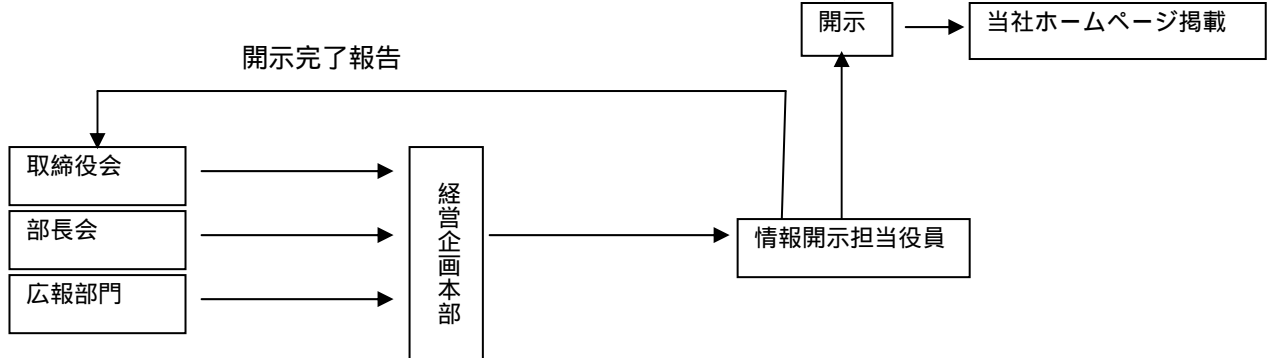 開示
当社ホームページ掲載
開示完了報告
取締役会
部長会
広報部門
経営企画本部
情報開示担当役員